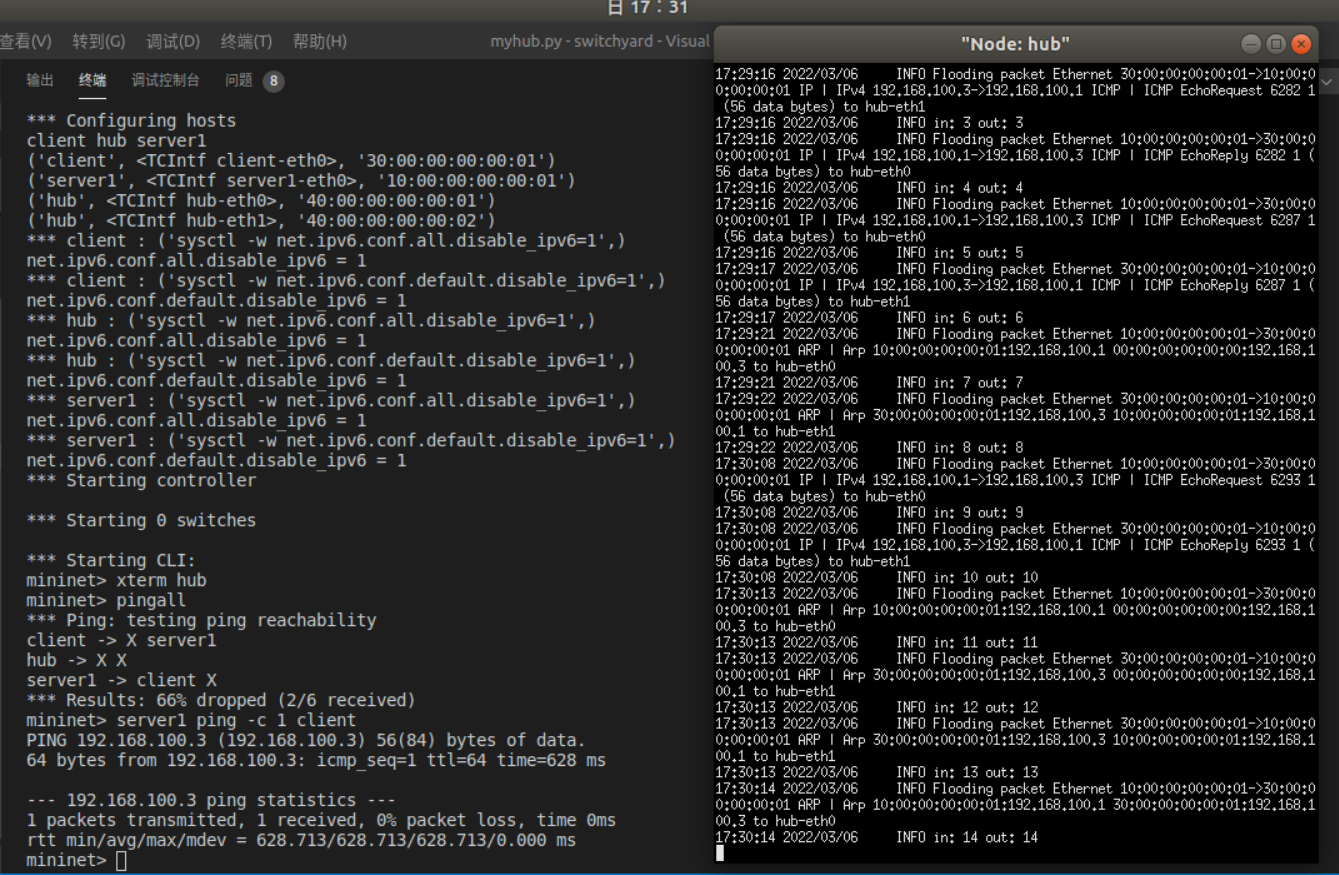 日 17：31
查看(V) 转到(G) 调试(D) 终端(T) 帮助(H) myhub.py - switchyard - Visual
输出 终端 调试控制台 问题 8
*** Configuring hosts
client hub server1
('client', <TCIntf client-eth0>, '30:00:00:00:00:01')
('server1', <TCIntf server1-eth0>, '10:00:00:00:00:01')
('hub', <TCIntf hub-eth0>, '40:00:00:00:00:01')
('hub', <TCIntf hub-eth1>, '40:00:00:00:00:02')
*** client : ('sysctl -w net.ipv6.conf.all.disable_ipv6=1',)
net.ipv6.conf.all.disable_ipv6 = 1
*** client : ('sysctl -w net.ipv6.conf.default.disable_ipv6=1',)
net.ipv6.conf.default.disable_ipv6 = 1
*** hub : ('sysctl -w net.ipv6.conf.all.disable_ipv6=1',)
net.ipv6.conf.all.disable_ipv6 = 1
*** hub : ('sysctl -w net.ipv6.conf.default.disable_ipv6=1',)
net.ipv6.conf.default.disable_ipv6 = 1
*** server1 : ('sysctl -w net.ipv6.conf.all.disable_ipv6=1',)
net.ipv6.conf.all.disable_ipv6 = 1
*** server1 : ('sysctl -w net.ipv6.conf.default.disable_ipv6=1',)
net.ipv6.conf.default.disable_ipv6 = 1
*** Starting controller
*** Starting 0 switches
*** Starting CLI:
mininet> xterm hub
mininet> pingall
*** Ping: testing ping reachability
client -> X server1
hub -> X X
server1 -> client X
*** Results: 66% dropped (2/6 received)
mininet> server1 ping -c 1 client
PING 192.168.100.3 (192.168.100.3) 56(84) bytes of data.
64 bytes from 192.168.100.3: icmp_seq=1 ttl=64 time=628 ms
--- 192.168.100.3 ping statistics ---
1 packets transmitted, 1 received, 0% packet loss, time 0ms
rtt min/avg/max/mdev = 628.713/628.713/628.713/0.000 ms
mininet>
"Node: hub"
17:29:16 2022/03/06     INFO Flooding packet Ethernet 30:00:00:00:00:01->10:00:0
0:00:00:01 IP | IPv4 192.168.100.3->192.168.100.1 ICMP | ICMP EchoRequest 6282 1
(56 data bytes) to hub-eth1
17:29:16 2022/03/06     INFO in: 3 out: 3
17:29:16 2022/03/06     INFO Flooding packet Ethernet 10:00:00:00:00:01->30:00:0
0:00:00:01 IP | IPv4 192.168.100.1->192.168.100.3 ICMP | ICMP EchoReply 6282 1 (
56 data bytes) to hub-eth0
17:29:16 2022/03/06     INFO in: 4 out: 4
17:29:16 2022/03/06     INFO Flooding packet Ethernet 10:00:00:00:00:01->30:00:0
0:00:00:01 IP | IPv4 192.168.100.1->192.168.100.3 ICMP | ICMP EchoRequest 6287 1
(56 data bytes) to hub-eth0
17:29:16 2022/03/06     INFO in: 5 out: 5
17:29:17 2022/03/06     INFO Flooding packet Ethernet 30:00:00:00:00:01->10:00:0
0:00:00:01 IP | IPv4 192.168.100.3->192.168.100.1 ICMP | ICMP EchoReply 6287 1 (
56 data bytes) to hub-eth1
17:29:17 2022/03/06     INFO in: 6 out: 6
17:29:21 2022/03/06     INFO Flooding packet Ethernet 10:00:00:00:00:01->30:00:0
0:00:00:01 ARP | Arp 10:00:00:00:00:01:192.168.100.1 00:00:00:00:00:00:192.168.1
00.3 to hub-eth0
17:29:21 2022/03/06     INFO in: 7 out: 7
17:29:22 2022/03/06     INFO Flooding packet Ethernet 30:00:00:00:00:01->10:00:0
0:00:00:01 ARP | Arp 30:00:00:00:00:01:192.168.100.3 10:00:00:00:00:01:192.168.1
00.1 to hub-eth1
17:29:22 2022/03/06     INFO in: 8 out: 8
17:30:08 2022/03/06     INFO Flooding packet Ethernet 10:00:00:00:00:01->30:00:0
0:00:00:01 IP | IPv4 192.168.100.1->192.168.100.3 ICMP | ICMP EchoRequest 6293 1
(56 data bytes) to hub-eth0
17:30:08 2022/03/06     INFO in: 9 out: 9
17:30:08 2022/03/06     INFO Flooding packet Ethernet 30:00:00:00:00:01->10:00:0
0:00:00:01 IP | IPv4 192.168.100.3->192.168.100.1 ICMP | ICMP EchoReply 6293 1 (
56 data bytes) to hub-eth1
17:30:08 2022/03/06     INFO in: 10 out: 10
17:30:13 2022/03/06     INFO Flooding packet Ethernet 10:00:00:00:00:01->30:00:0
0:00:00:01 ARP | Arp 10:00:00:00:00:01:192.168.100.1 00:00:00:00:00:00:192.168.1
00.3 to hub-eth0
17:30:13 2022/03/06     INFO in: 11 out: 11
17:30:13 2022/03/06     INFO Flooding packet Ethernet 30:00:00:00:00:01->10:00:0
0:00:00:01 ARP | Arp 30:00:00:00:00:01:192.168.100.3 00:00:00:00:00:00:192.168.1
00.1 to hub-eth1
17:30:13 2022/03/06     INFO in: 12 out: 12
17:30:13 2022/03/06     INFO Flooding packet Ethernet 30:00:00:00:00:01->10:00:0
0:00:00:01 ARP | Arp 30:00:00:00:00:01:192.168.100.3 10:00:00:00:00:01:192.168.1
00.1 to hub-eth1
17:30:13 2022/03/06     INFO in: 13 out: 13
17:30:14 2022/03/06     INFO Flooding packet Ethernet 10:00:00:00:00:01->30:00:0
0:00:00:01 ARP | Arp 10:00:00:00:00:01:192.168.100.1 30:00:00:00:00:01:192.168.1
00.3 to hub-eth0
17:30:14 2022/03/06     INFO in: 14 out: 14